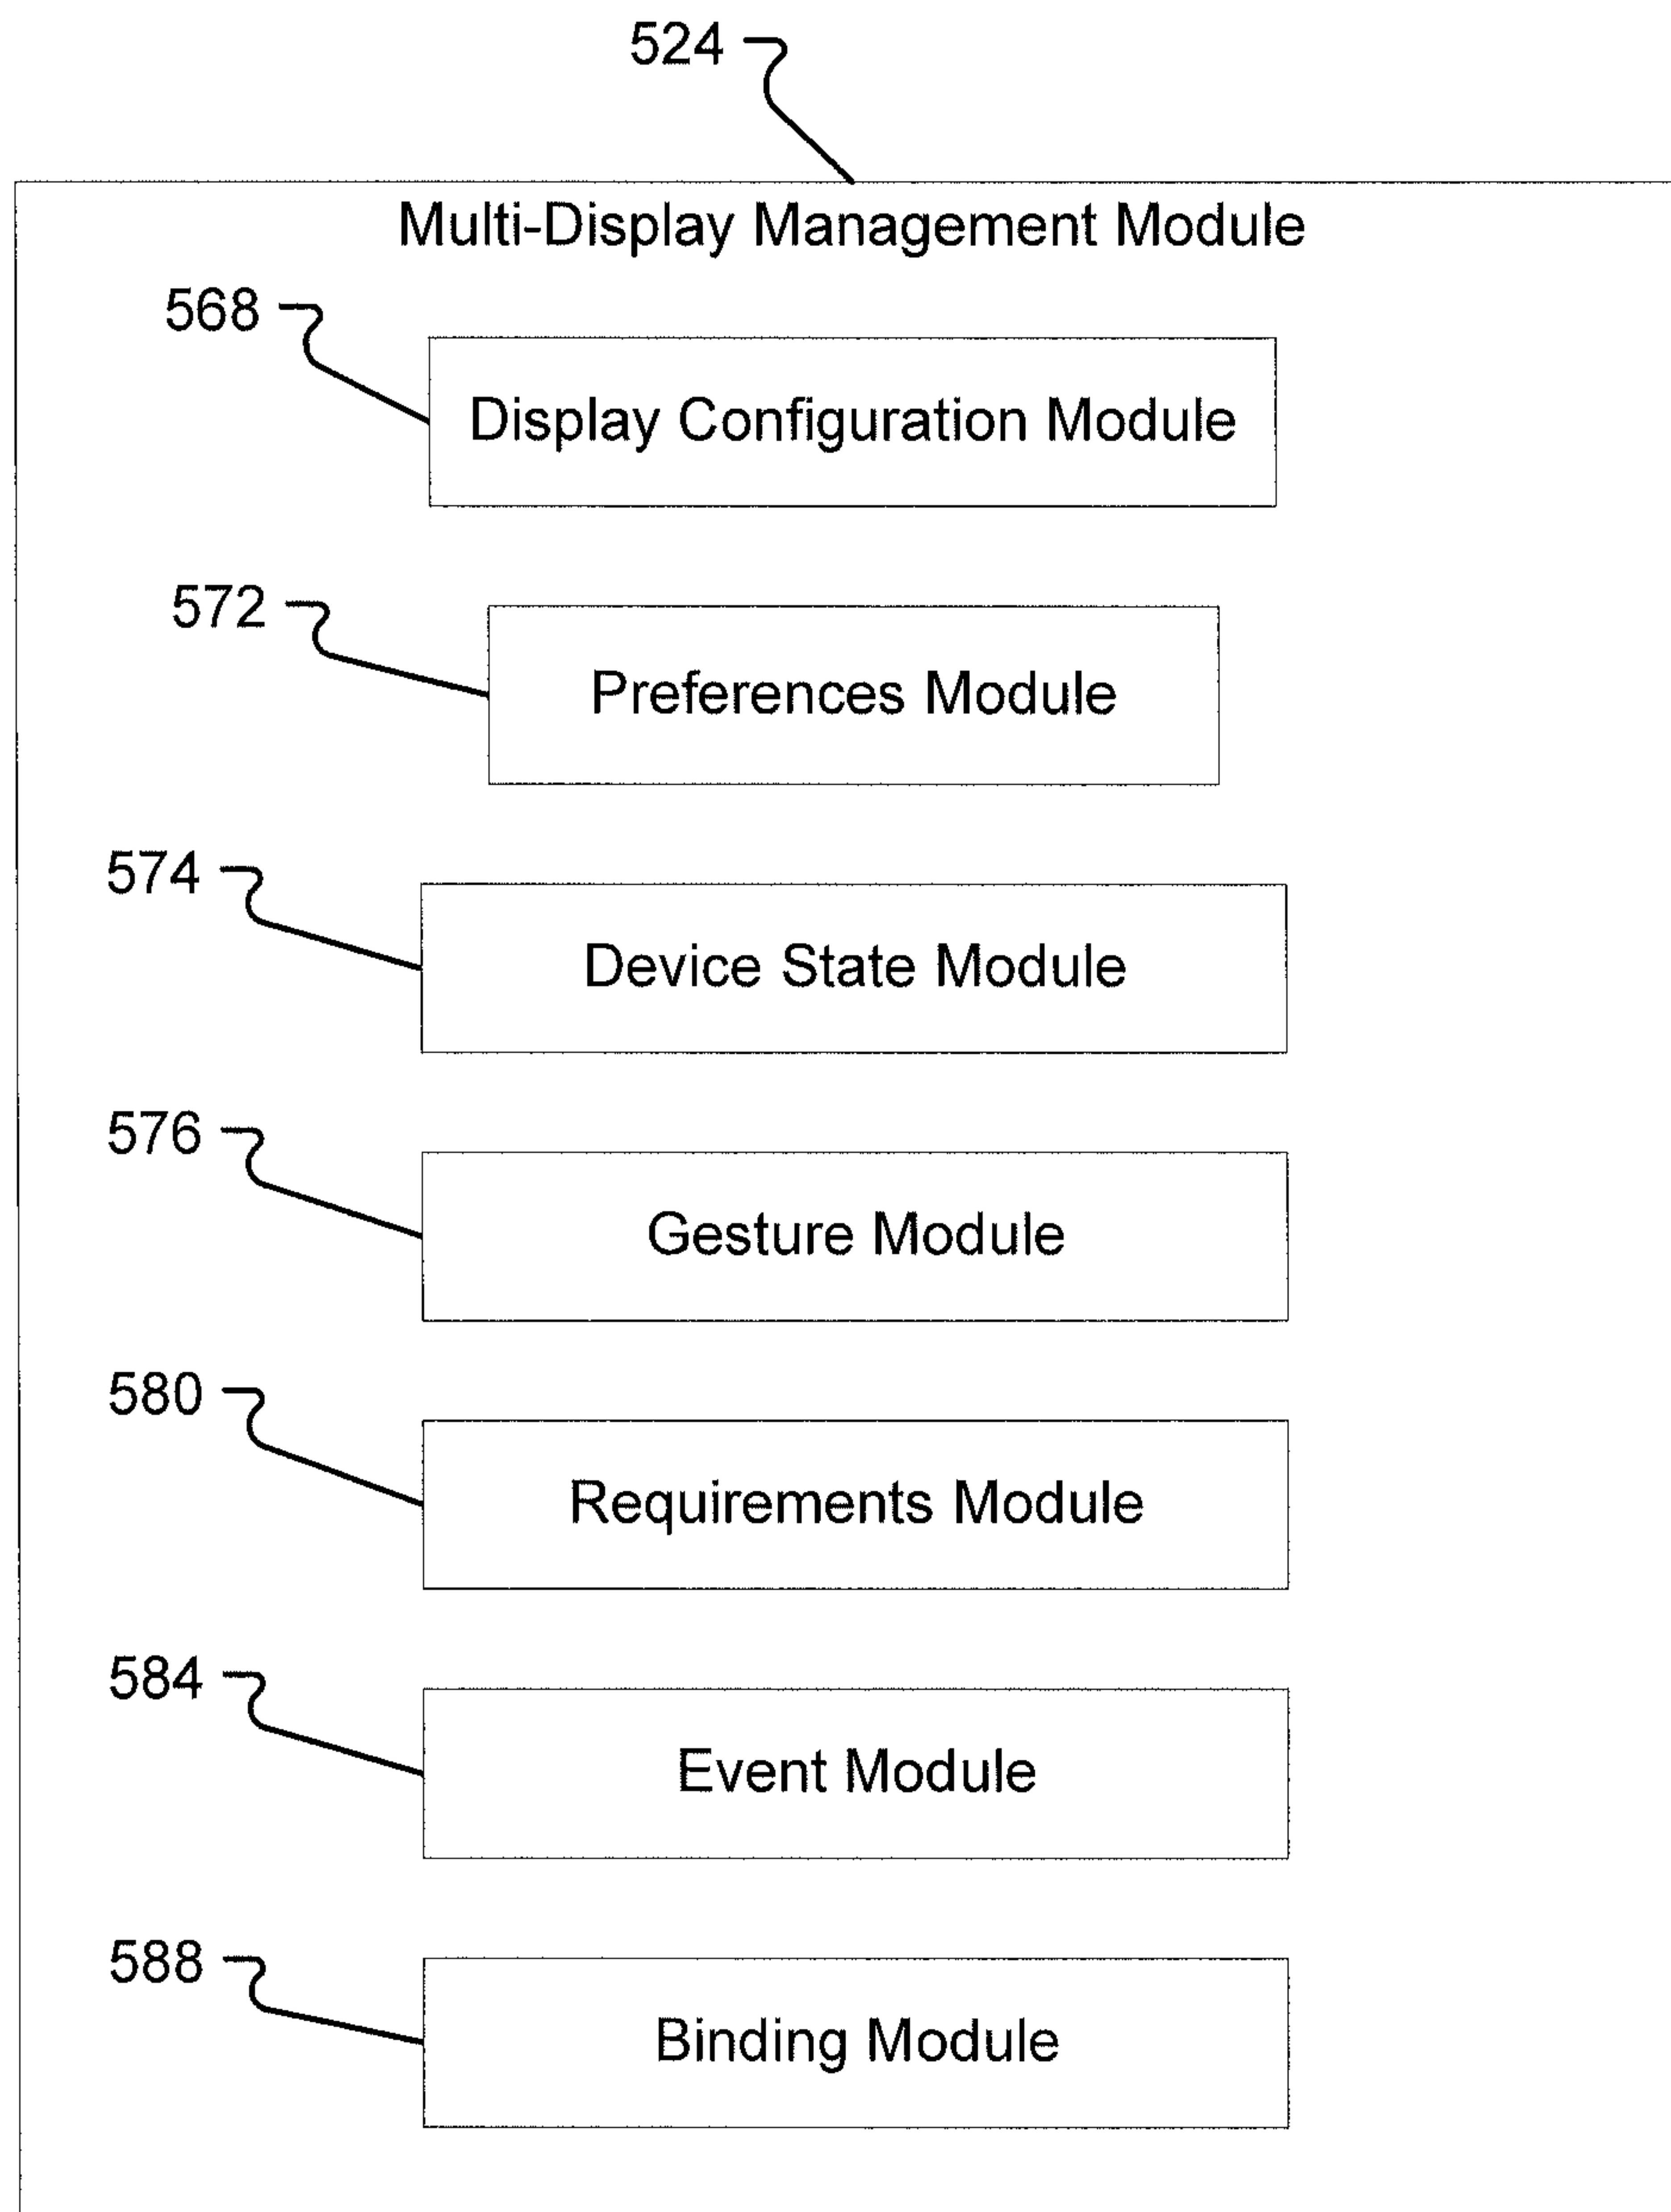 524
Multi-Display Management Module
568
Display Configuration Module
572
Preferences Module
574
Device State Module
576
Gesture Module
580
Requirements Module
584
Event Module
588
Binding Module